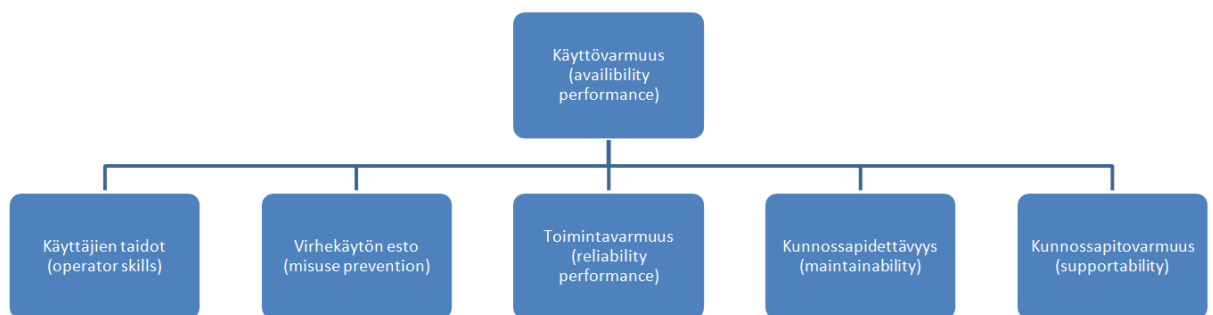 Käyttövarmuus
(availibility
performance)
Käyttäjien taidot
(operator skills)
Virhekäytön esto
(misuse prevention)
Toimintavarmuus
(reliability
performance)
Kunnossapidettävyys
(maintainability)
Kunnossapitovarmuus
(supportability)